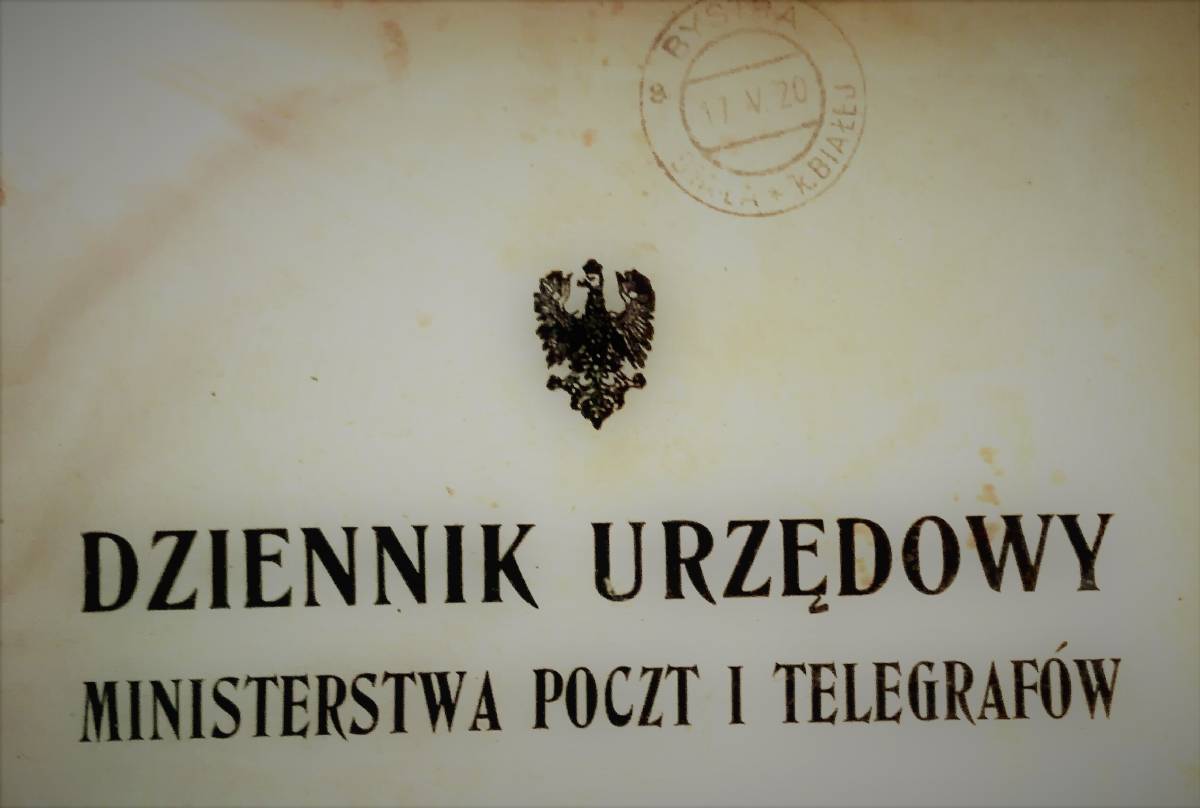 BYSTRA
17 V 20
K. BIAŁEJ
DZIENNIK URZĘDOWY
MINISTERSTWA POCZT I TELEGRAFÓW